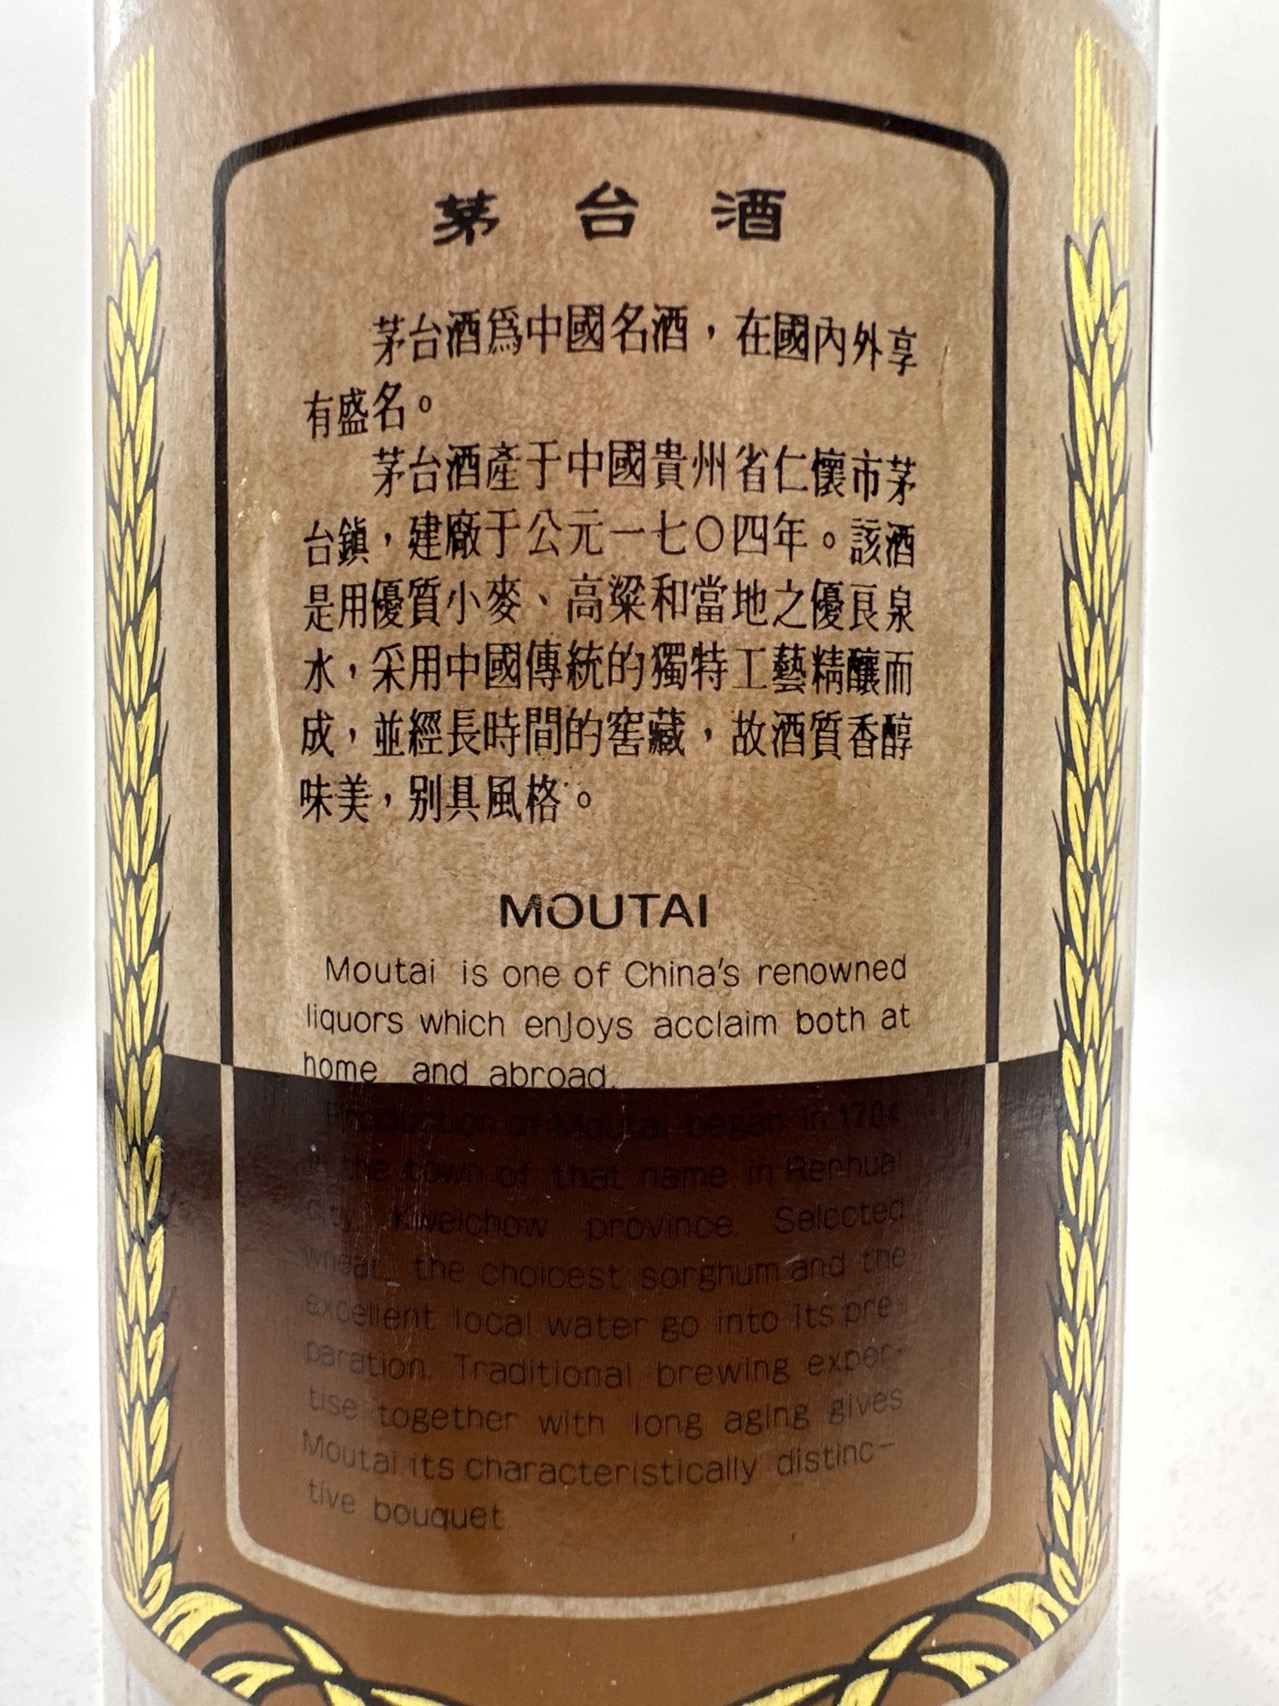 茅台酒
茅台酒爲中國名酒，在國內外享
有盛名。
茅台酒產于中國貴州省仁懷市茅
台鎮，建廠于公元一七〇四年。該酒
是用優質小麥、高粱和當地之優良泉
水，采用中國傳統的獨特工藝精釀而
成，並經長時間的窖藏，故酒質香醇
味美，别具風格。
MOUTAI
Moutai is one of China's renowned
liquors which enjoys acclaim both at
home and abroad.
Production of Moutai began in 1704
in the town of that name in Renhuai
City, Kweichow province. Selected
wheat, the choicest sorghum and the
excellent local water go into its pre-
paration. Traditional brewing exper-
tise together with long aging gives
Moutai its characteristically distinc-
tive bouquet